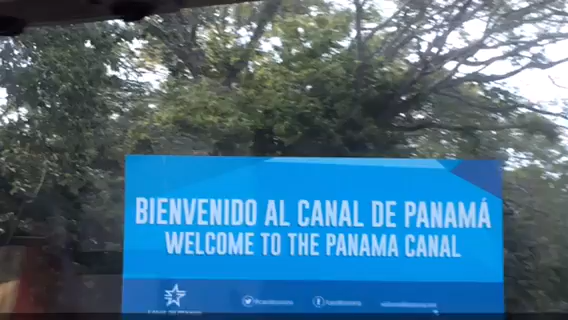 BIENVENIDO AL CANAL DE PANAMÁ
WELCOME TO THE PANAMA CANAL